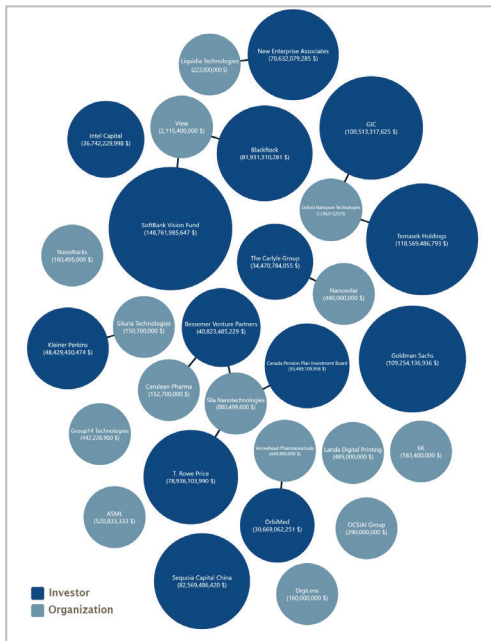 New Enterprise Associates
(70,632,079,285 $)
Liquidia Technologies
(223,900,000 $)
View
(2,115,400,000 $)
GIC
(100,513,317,625 $)
Intel Capital
(36,742,229,998 $)
BlackRock
(81,931,310,281 $)
Oxford Nanopore Technologies
SoftBank Vision Fund
(148,761,985,647 $)
Temasek Holdings
(118,569,486,793 $)
NanoRacks
(160,495,000 $)
The Carlyle Group
(34,470,784,055 $)
Nanosolar
(490,000,000 $)
Siluria Technologies
(150,700,000 $)
Bessemer Venture Partners
(40,823,485,229 $)
Kleiner Perkins
(48,429,430,474 $)
Canada Pension Plan Investment Board
(55,489,109,958 $)
Goldman Sachs
(109,254,136,936 $)
Cerulean Pharma
(152,700,000 $)
Sila Nanotechnologies
(880,499,600 $)
Group14 Technologies
(442,226,900 $)
Arrowhead Pharmaceuticals
(449,900,000 $)
Landa Digital Printing
(485,000,000 $)
6K
(183,400,000 $)
T. Rowe Price
(78,936,103,990 $)
ASML
(520,833,333 $)
OrbiMed
(30,669,062,251 $)
OCSiAl Group
(290,000,000 $)
Sequoia Capital China
(82,569,486,420 $)
DigiLens
(160,000,000 $)
Investor
Organization